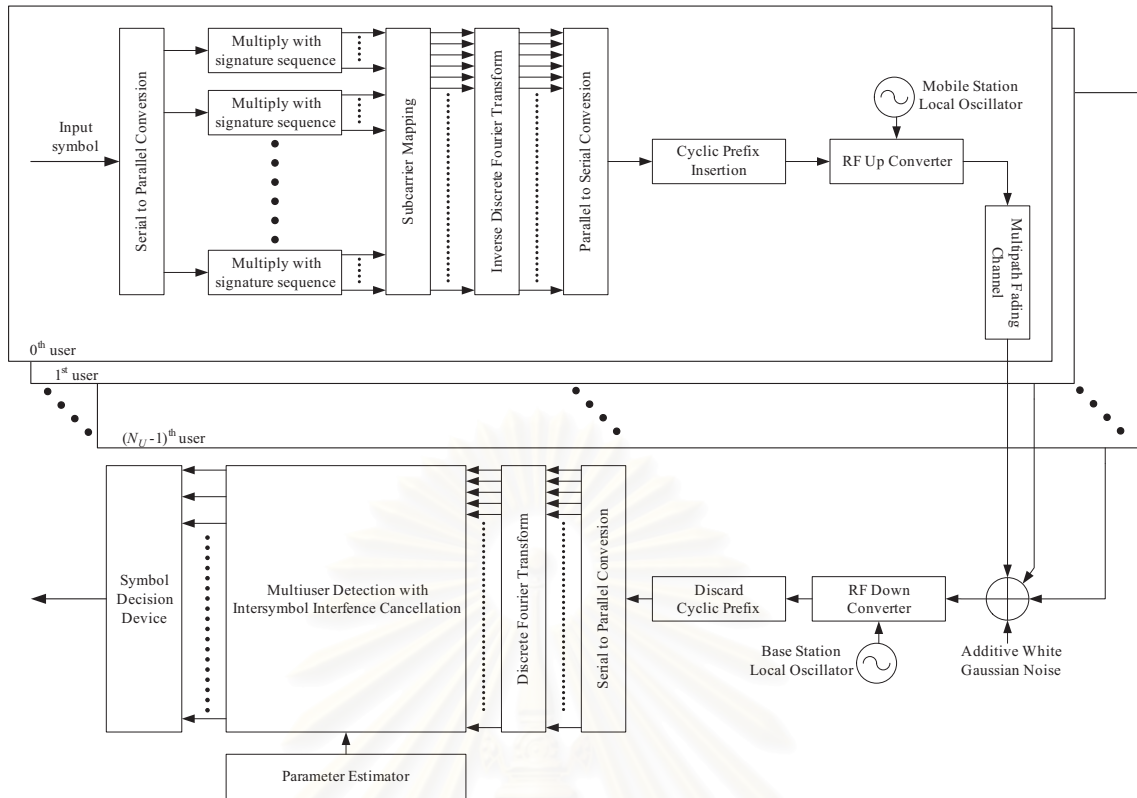 Input
symbol
Serial to Parallel Conversion
Multiply with
signature sequence
Multiply with
signature sequence
Multiply with
signature sequence
Subcarrier Mapping
Inverse Discrete Fourier Transform
Parallel to Serial Conversion
Cyclic Prefix
Insertion
Mobile Station
Local Oscillator
RF Up Converter
Multipath Fading
Channel
0th user
1st user
(NU -1)th user
Symbol
Decision
Device
Multiuser Detection with
Intersymbol Interfence Cancellation
Discrete Fourier Transform
Serial to Parallel Conversion
Discard
Cyclic Prefix
RF Down
Converter
Base Station
Local Oscillator
Additive White
Gaussian Noise
Parameter Estimator